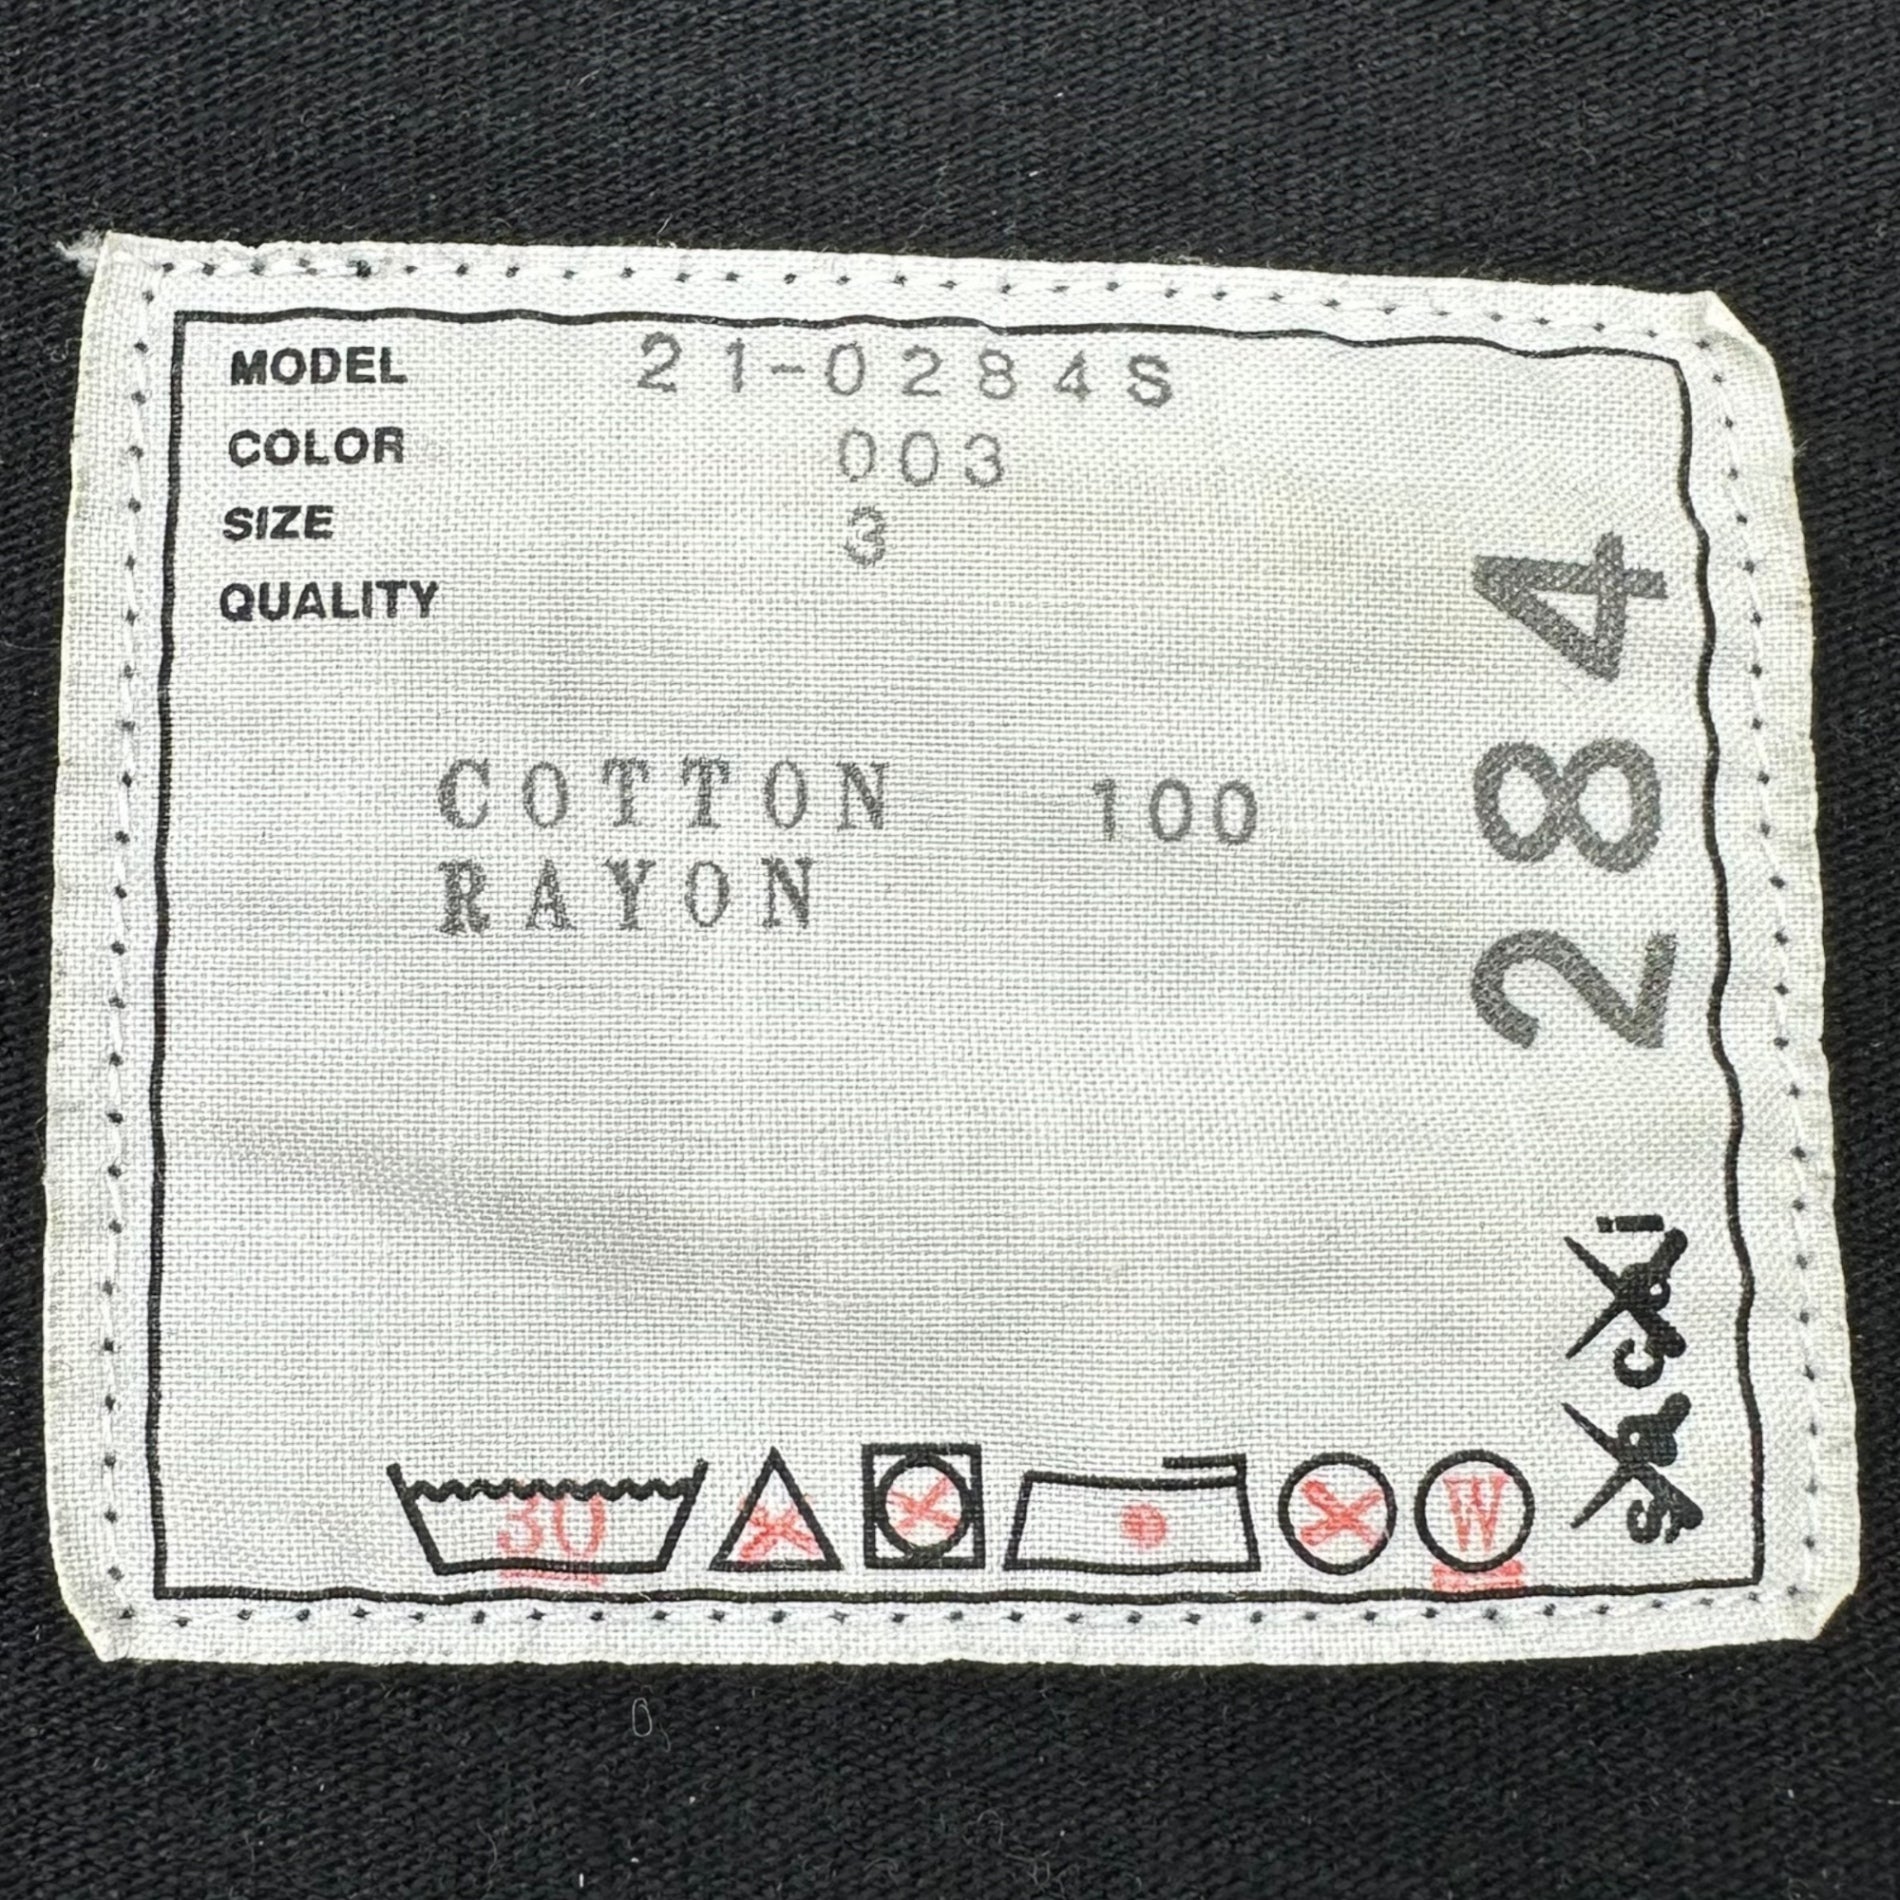 MODEL 21-0284S
COLOR 003
SIZE 3
QUALITY
COTTON 100
RAYON
284
sacai
30
W